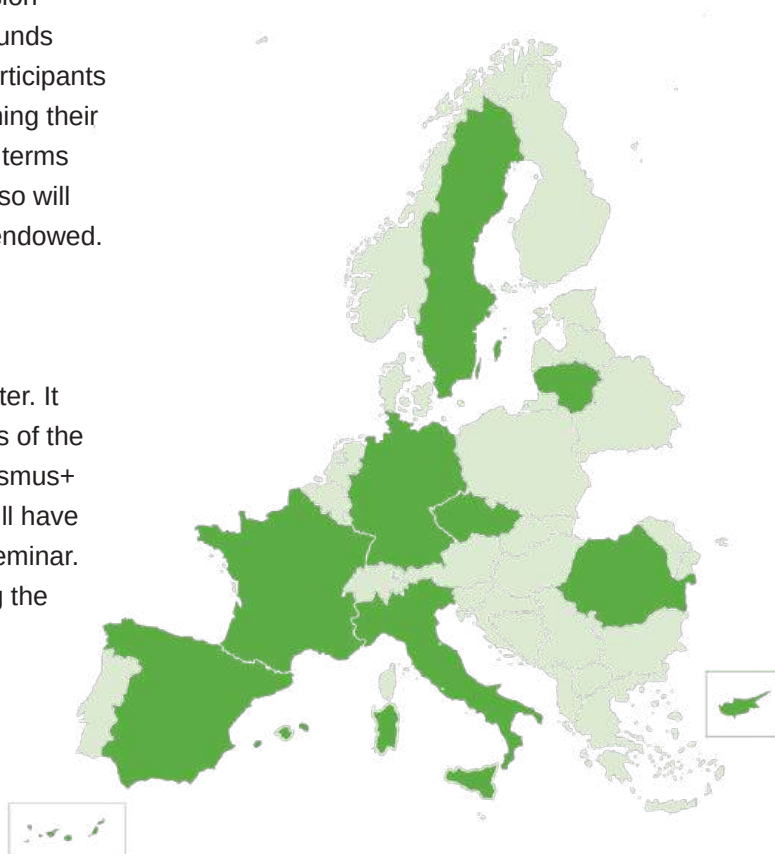 sion
unds
rticipants
ning their
terms
so will
endowed.
ter. It
s of the
smus+
ll have
eminar.
g the